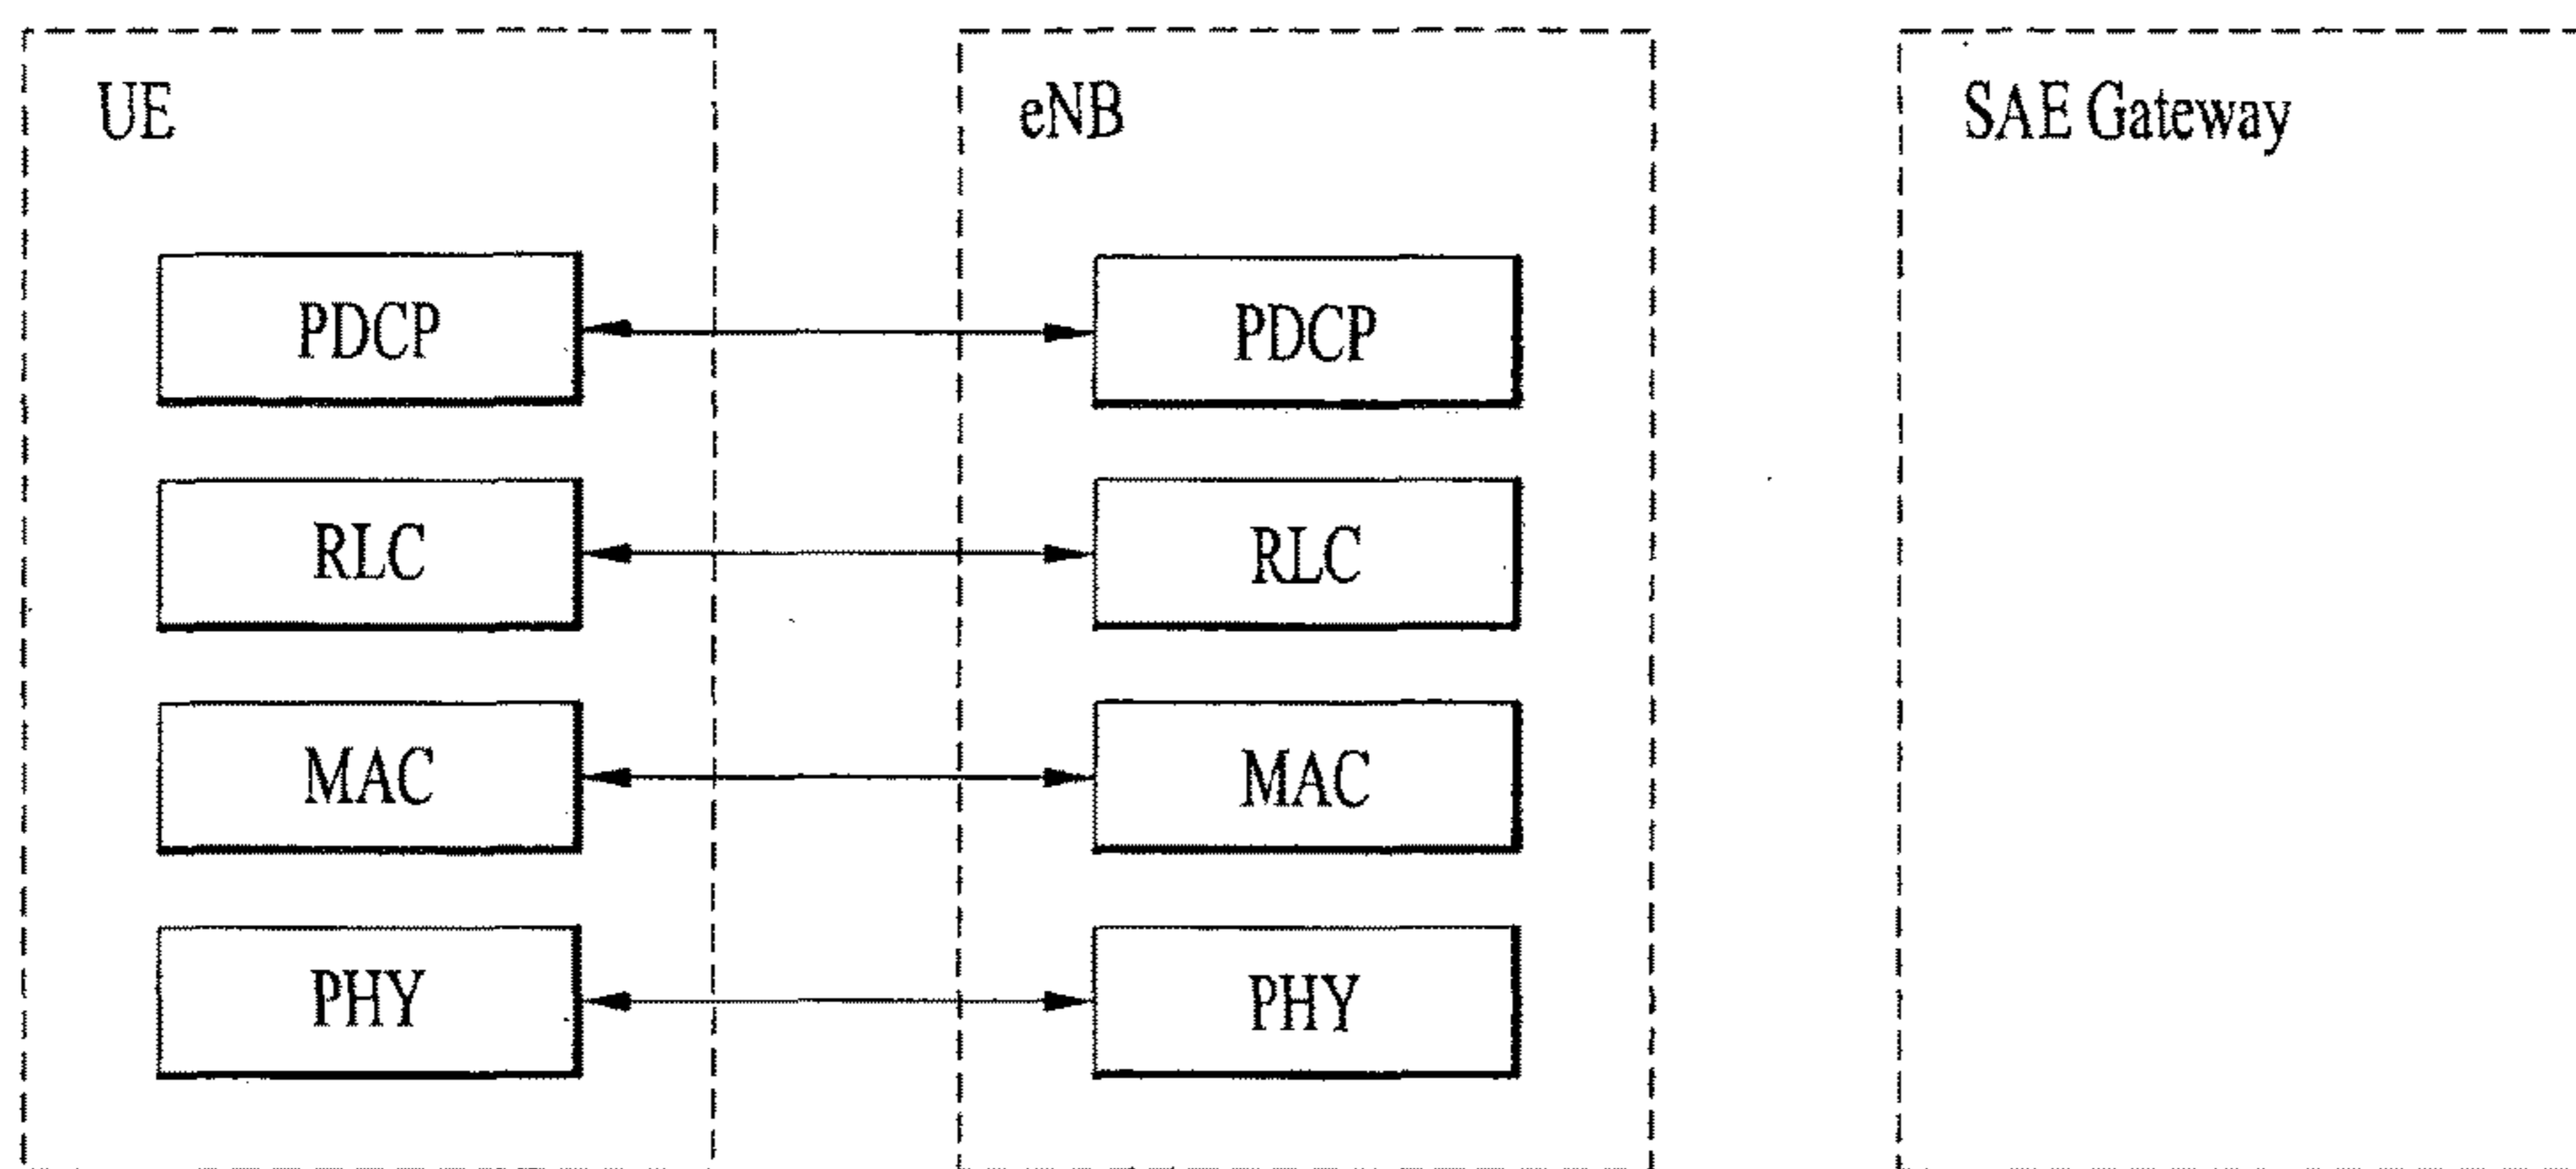 UE
eNB
SAE Gateway
PDCP
PDCP
RLC
RLC
MAC
MAC
PHY
PHY